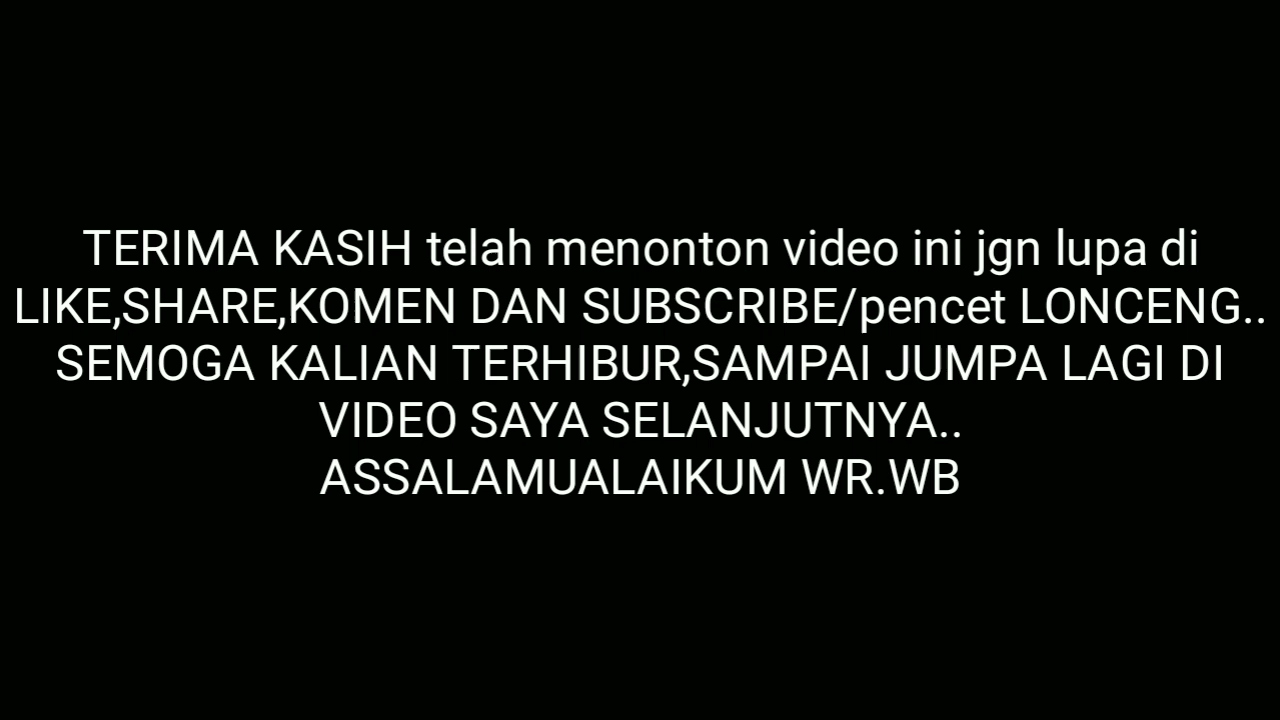 TERIMA KASIH telah menonton video ini jgn lupa di
LIKE,SHARE,KOMEN DAN SUBSCRIBE/pencet LONCENG..
SEMOGA KALIAN TERHIBUR,SAMPAI JUMPA LAGI DI
VIDEO SAYA SELANJUTNYA..
ASSALAMUALAIKUM WR.WB